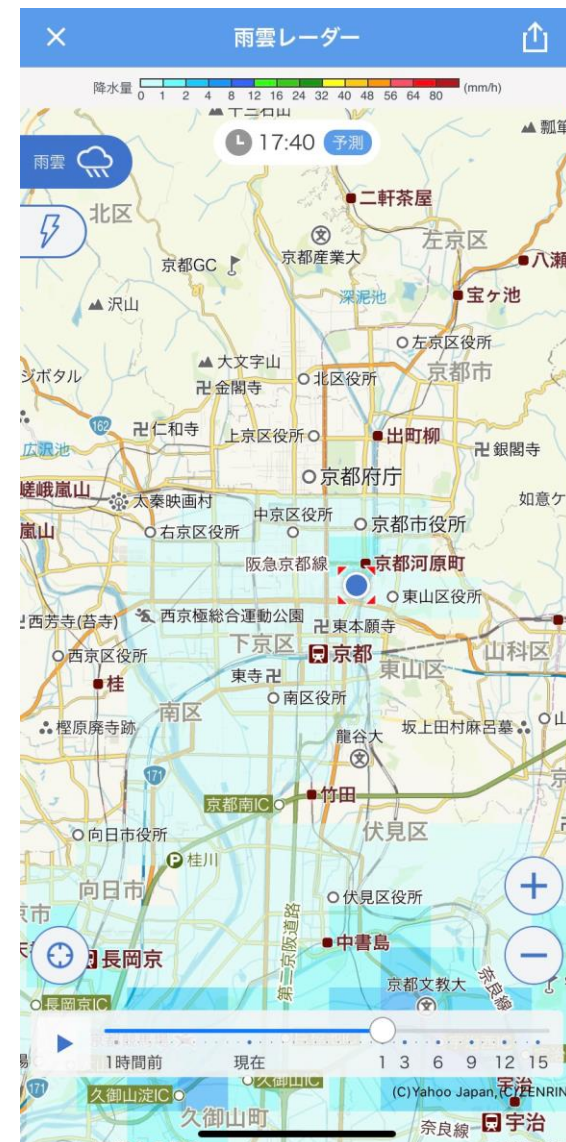 雨雲レーダー
降水量 0 1 2 4 8 12 16 24 32 40 48 56 64 80 (mm/h)
十三石山
17:40 予測
雨雲
二軒茶屋
北区
京都産業大
左京区
京都GC
八瀬
深泥池
宝ヶ池
沢山
左京区役所
大文字山
ジボタル
北区役所
京都市
金閣寺
162
仁和寺
上京区役所
出町柳
銀閣寺
広沢池
京都府庁
嵯峨嵐山
太秦映画村
如意ケ
中京区役所
京都市役所
嵐山
右京区役所
阪急京都線
京都河原町
西京極総合運動公園
東山区役所
西芳寺(苔寺)
東本願寺
下京区
西京区役所
京都
山科区
東寺
東山区
桂
南区役所
南区
樫原廃寺跡
坂上田村麻呂墓
龍谷大
171
京都南IC
竹田
向日市役所
伏見区
P 桂川
向日市
伏見区役所
京市
中書島
長岡京
第二京阪道路
京都文教大
奈良線
長岡京IC
1時間前 現在 1 3 6 9 12 15
171
久御山淀IC
久御山IC
(C)Yahoo Japan,(C)ZENRIN
宇治
久御山町
奈良線
宇治